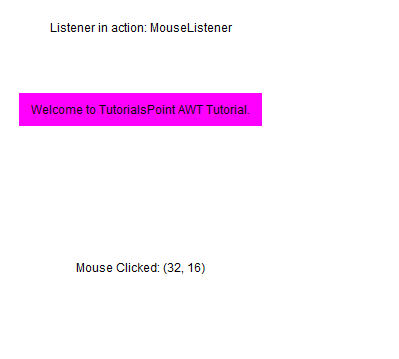 Listener in action: MouseListener
Welcome to TutorialsPoint AWT Tutorial.
Mouse Clicked: (32, 16)